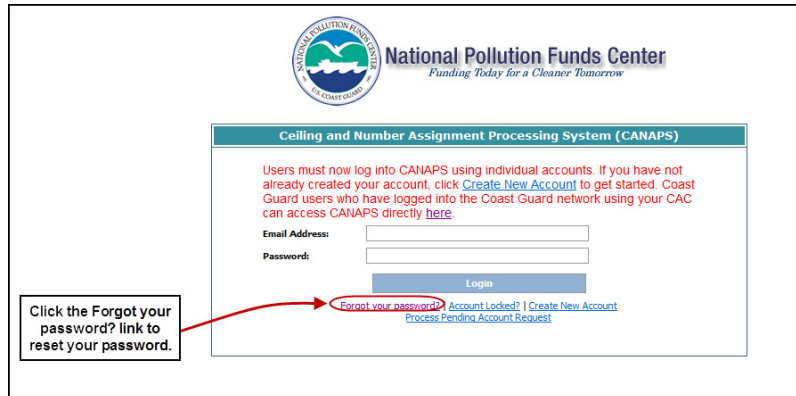 NATIONAL POLLUTION FUNDS CENTER
U.S. COAST GUARD
National Pollution Funds Center
Funding Today for a Cleaner Tomorrow
Ceiling and Number Assignment Processing System (CANAPS)
Users must now log into CANAPS using individual accounts. If you have not
already created your account, click Create New Account to get started. Coast
Guard users who have logged into the Coast Guard network using your CAC
can access CANAPS directly here.
Email Address:
Password:
Login
Forgot your password? | Account Locked? | Create New Account
Process Pending Account Request
Click the Forgot your
password? link to
reset your password.